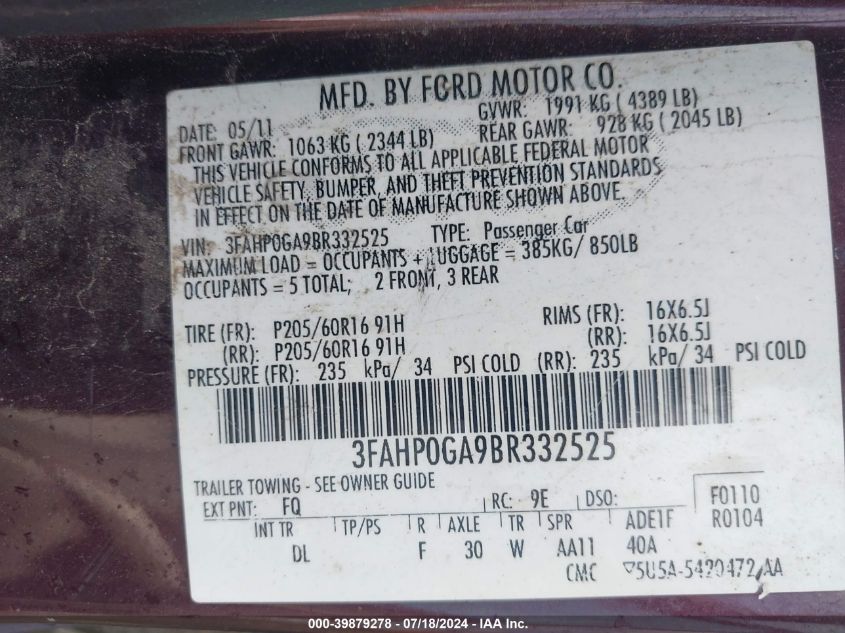 MFD. BY FORD MOTOR CO.
DATE: 05/11 GVWR: 1991 KG ( 4389 LB)
FRONT GAWR: 1063 KG ( 2344 LB) REAR GAWR: 928 KG ( 2045 LB)
THIS VEHICLE CONFORMS TO ALL APPLICABLE FEDERAL MOTOR
VEHICLE SAFETY, BUMPER, AND THEFT PREVENTION STANDARDS
IN EFFECT ON THE DATE OF MANUFACTURE SHOWN ABOVE.
VIN: 3FAHP0GA9BR332525 TYPE: Passenger Car
MAXIMUM LOAD = OCCUPANTS + LUGGAGE = 385KG/ 850LB
OCCUPANTS = 5 TOTAL; 2 FRONT, 3 REAR
TIRE (FR): P205/60R16 91H RIMS (FR): 16X6.5J
(RR): P205/60R16 91H (RR): 16X6.5J
PRESSURE (FR): 235 kPa/ 34 PSI COLD (RR): 235 kPa/ 34 PSI COLD
3FAHP0GA9BR332525
TRAILER TOWING - SEE OWNER GUIDE
EXT PNT: FQ RC: 9E DSO: F0110
INT TR TP/PS R AXLE TR SPR ADE1F R0104
DL F 30 W AA11 40A
CMC 5U5A-5420472 AA
000-39879278 - 07/18/2024 - IAA Inc.